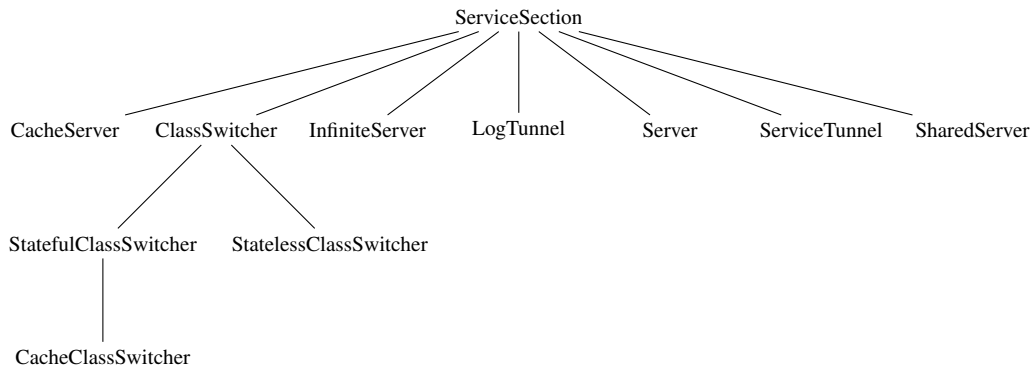 ServiceSection
CacheServer ClassSwitcher InfiniteServer LogTunnel Server ServiceTunnel SharedServer
StatefulClassSwitcher StatelessClassSwitcher
CacheClassSwitcher